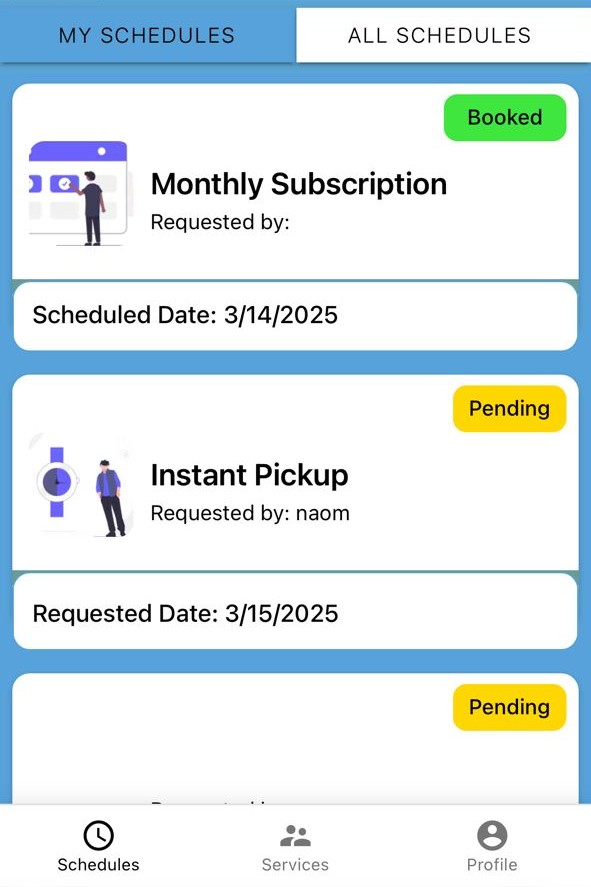 MY SCHEDULES
ALL SCHEDULES
Booked
Monthly Subscription
Requested by:
Scheduled Date: 3/14/2025
Pending
Instant Pickup
Requested by: naom
Requested Date: 3/15/2025
Pending
Schedules
Services
Profile